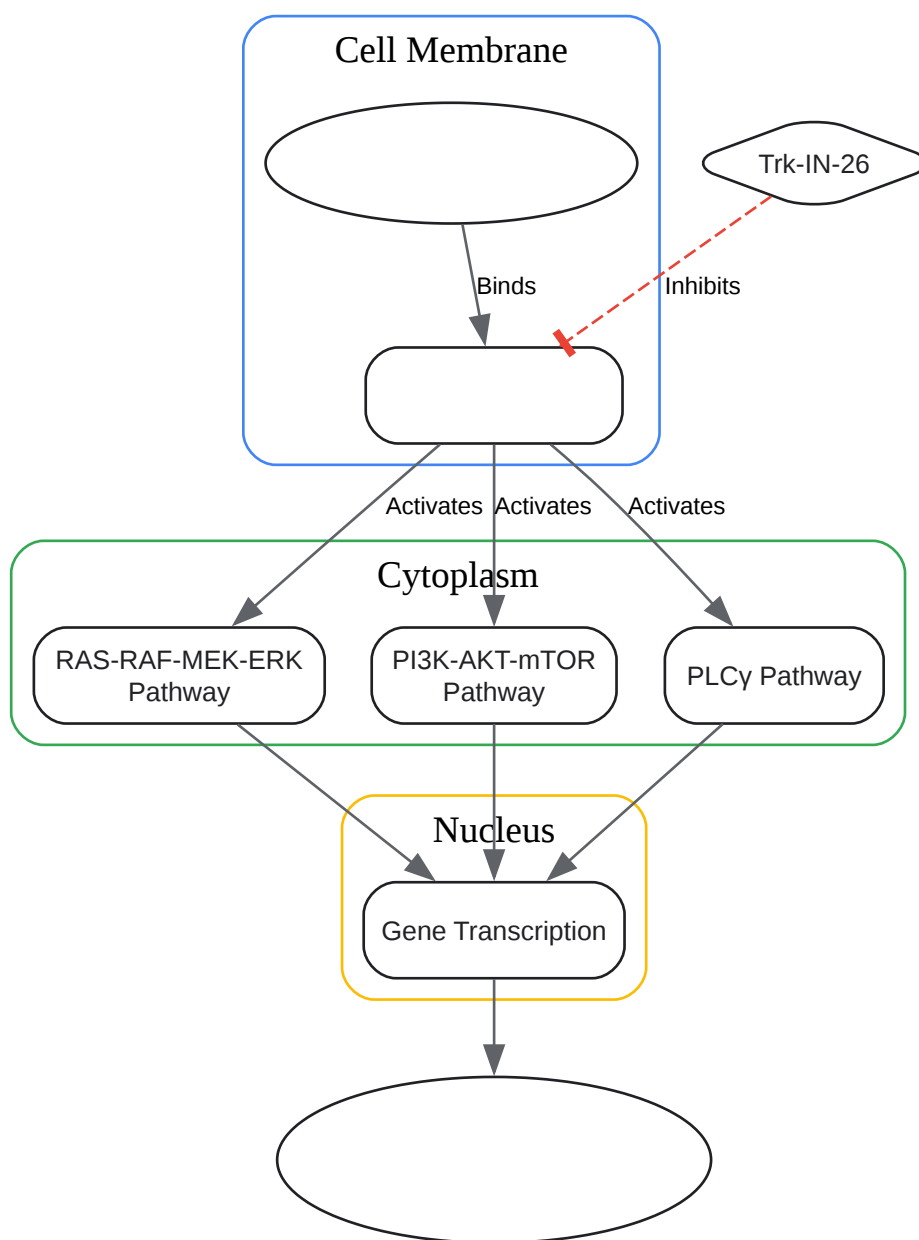 Cell Membrane
Trk-IN-26
Binds
Inhibits
Activates
Activates
Activates
Cytoplasm
RAS-RAF-MEK-ERK
Pathway
PI3K-AKT-mTOR
Pathway
PLCγ Pathway
Nucleus
Gene Transcription